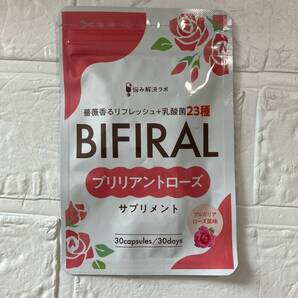 悩み解決ラボ
薔薇香るリフレッシュ+乳酸菌23種
BIFIRAL
ブリリアントローズ
サプリメント
ブルガリア
ローズ風味
30capsules/30days